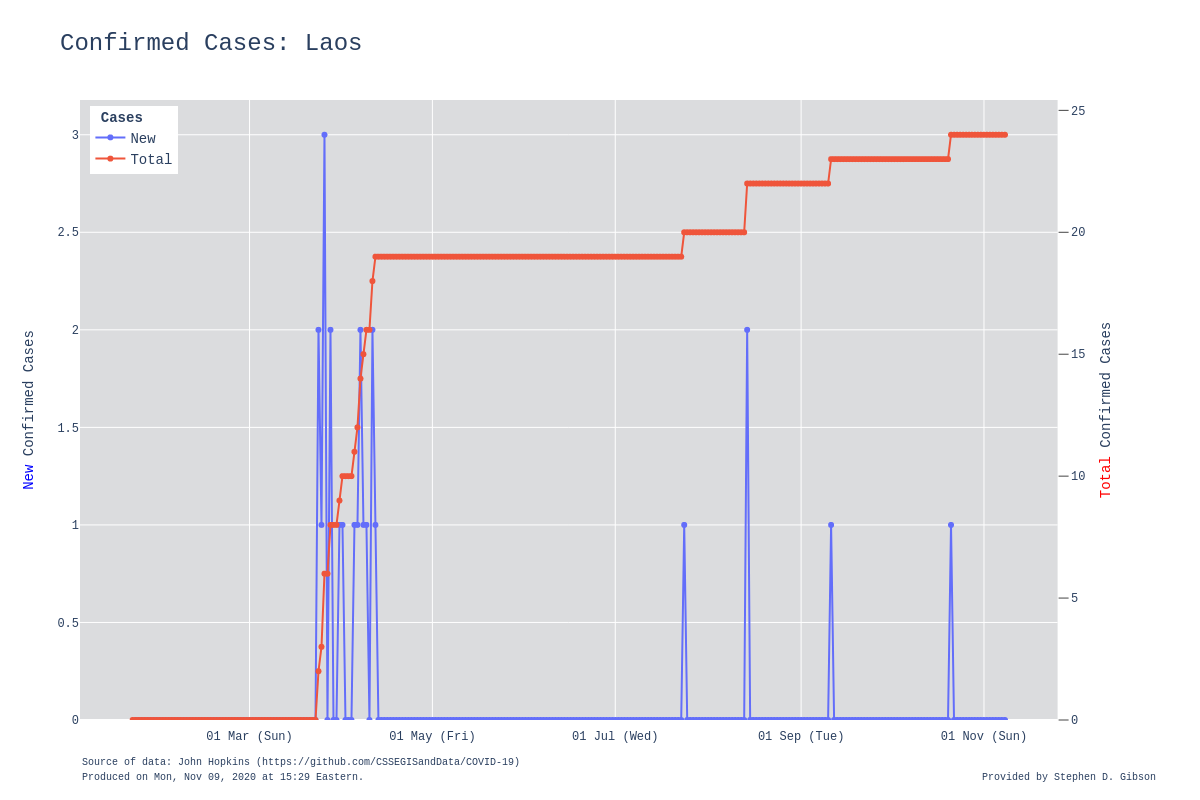 Confirmed Cases: Laos
Cases
New
Total
3
2.5
2
1.5
1
0.5
0
New Confirmed Cases
25
20
15
10
5
0
Total Confirmed Cases
01 Mar (Sun)
01 May (Fri)
01 Jul (Wed)
01 Sep (Tue)
01 Nov (Sun)
Source of data: John Hopkins (https://github.com/CSSEGISandData/COVID-19)
Produced on Mon, Nov 09, 2020 at 15:29 Eastern.
Provided by Stephen D. Gibson